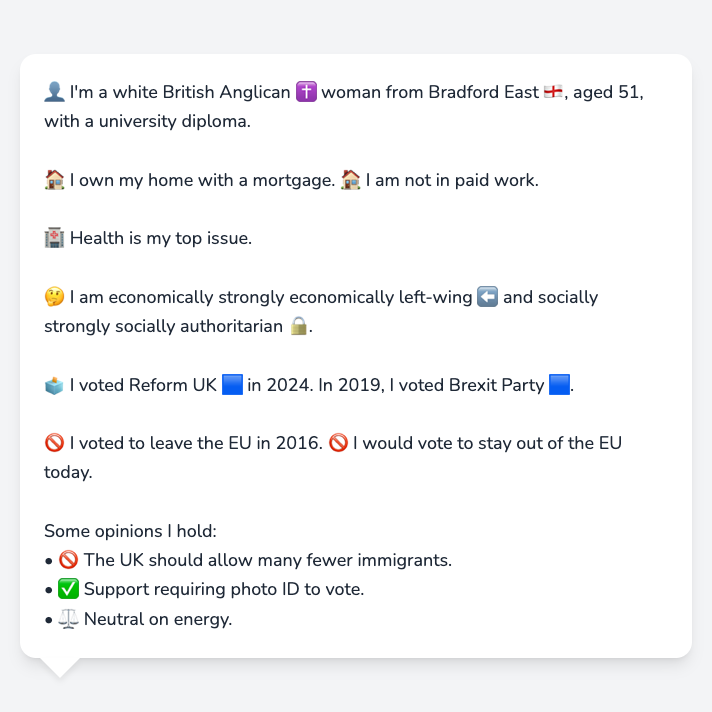 👤 I'm a white British Anglican ✝️ woman from Bradford East 🏴󠁧󠁢󠁥󠁮󠁧󠁿, aged 51,
with a university diploma.
🏠 I own my home with a mortgage. 🏠 I am not in paid work.
🏥 Health is my top issue.
🤔 I am economically strongly economically left-wing ⬅️ and socially
strongly socially authoritarian 🔒.
🗳️ I voted Reform UK 🟦 in 2024. In 2019, I voted Brexit Party 🟦.
🚫 I voted to leave the EU in 2016. 🚫 I would vote to stay out of the EU
today.
Some opinions I hold:
• 🚫 The UK should allow many fewer immigrants.
• ✅ Support requiring photo ID to vote.
• ⚖️ Neutral on energy.